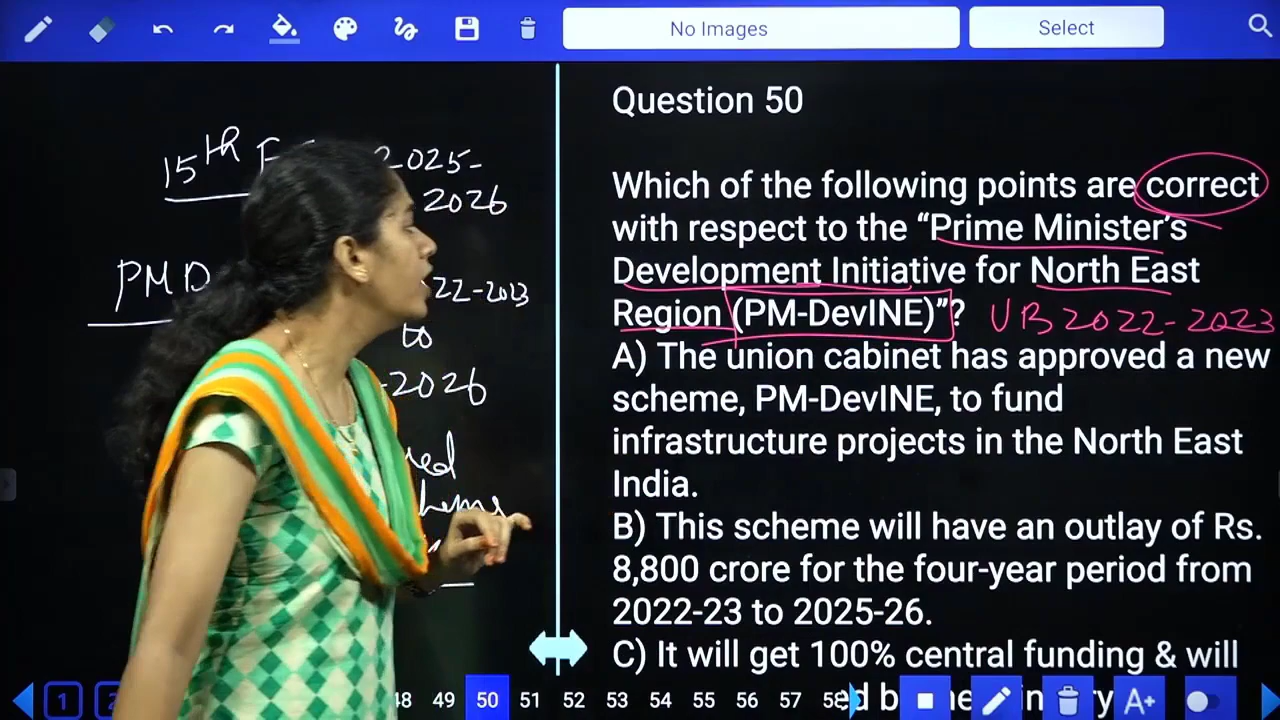 No Images
Select
15th 2025-
2026
PM D 22-2023
to
-2026
Question 50
Which of the following points are correct
with respect to the “Prime Minister’s
Development Initiative for North East
Region (PM-DevINE)”? UB 2022-2023
A) The union cabinet has approved a new
scheme, PM-DevINE, to fund
infrastructure projects in the North East
India.
B) This scheme will have an outlay of Rs.
8,800 crore for the four-year period from
2022-23 to 2025-26.
C) It will get 100% central funding & will
1 2 48 49 50 51 52 53 54 55 56 57 58 A+